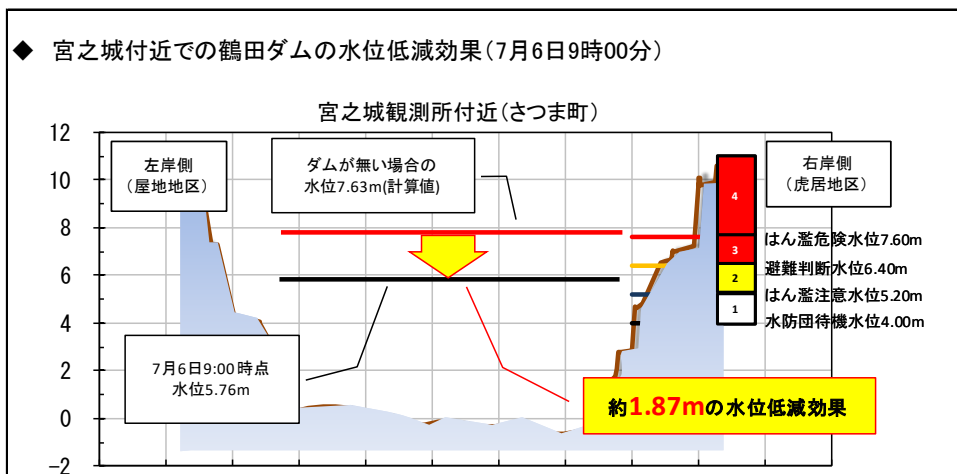 ◆ 宮之城付近での鶴田ダムの水位低減効果(7月6日9時00分)
宮之城観測所付近(さつま町)
12
10
8
6
4
2
0
-2
左岸側
(屋地地区)
ダムが無い場合の
水位7.63m(計算値)
右岸側
(虎居地区)
4
3
2
1
はん濫危険水位7.60m
避難判断水位6.40m
はん濫注意水位5.20m
水防団待機水位4.00m
7月6日9:00時点
水位5.76m
約1.87mの水位低減効果